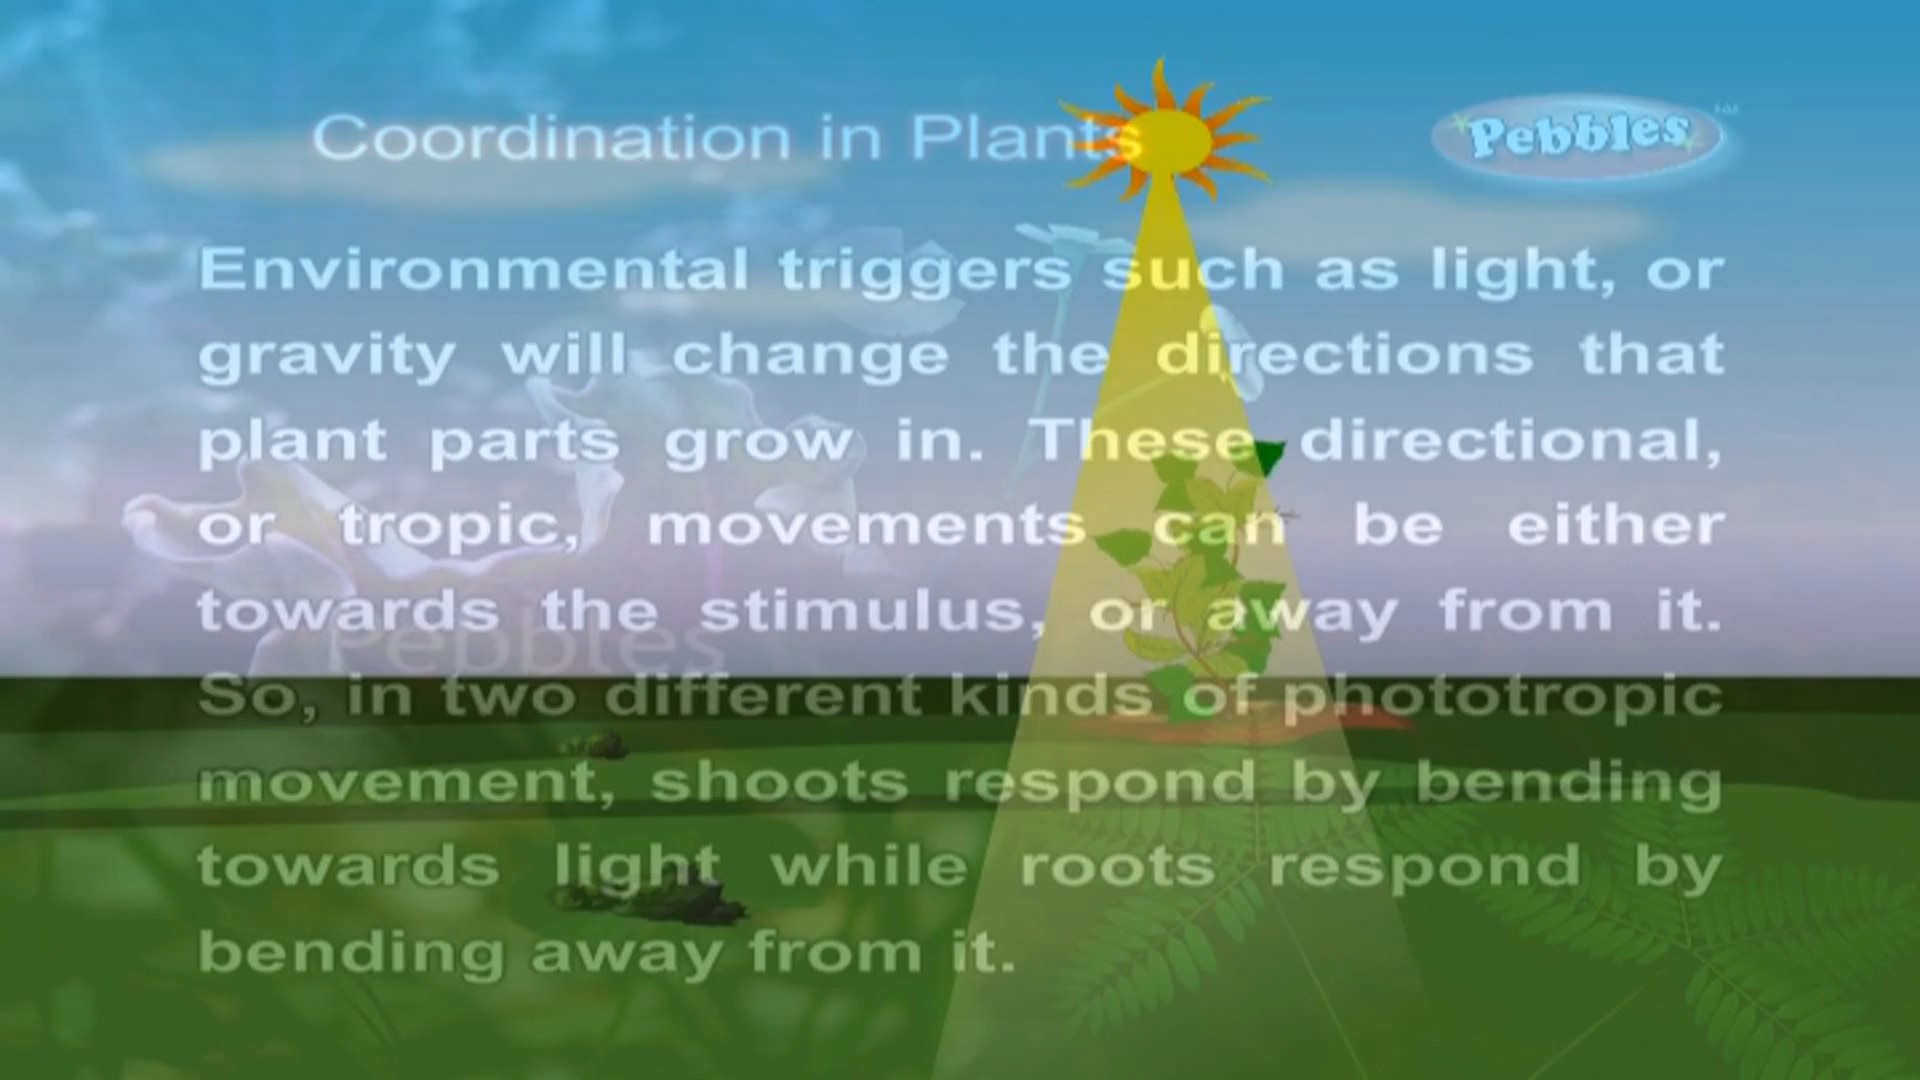 Coordination in Plants
Pebbles
Environmental triggers such as light, or
gravity will change the directions that
plant parts grow in. These directional,
or tropic, movements can be either
towards the stimulus, or away from it.
Pebbles
So, in two different kinds of phototropic
movement, shoots respond by bending
towards light while roots respond by
bending away from it.